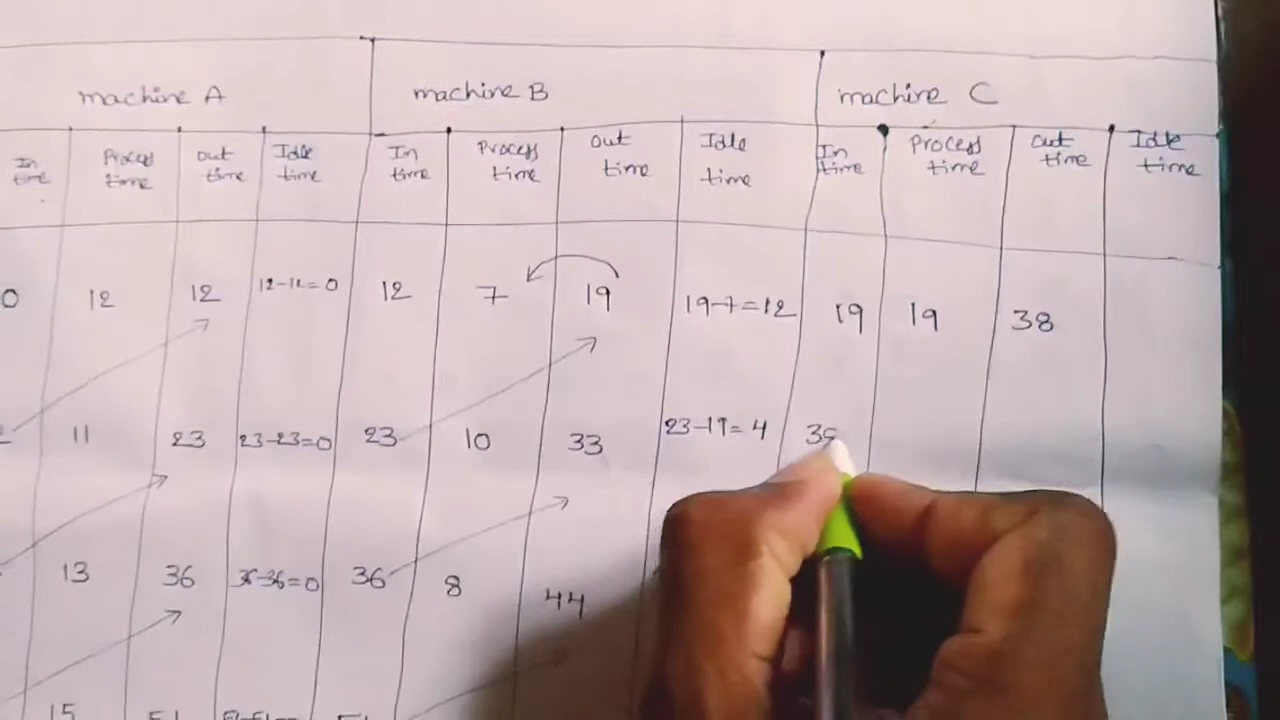 machine A machine B machine C
In time Process time out time Idle time In time Process time Out time Idle time In time Process time Out time Idle time
0 12 12 12-12=0 12 7 19 19-7=12 19 19 38
11 23 23-23=0 23 10 33 23-19=4
13 36 36-36=0 36 8 44
15